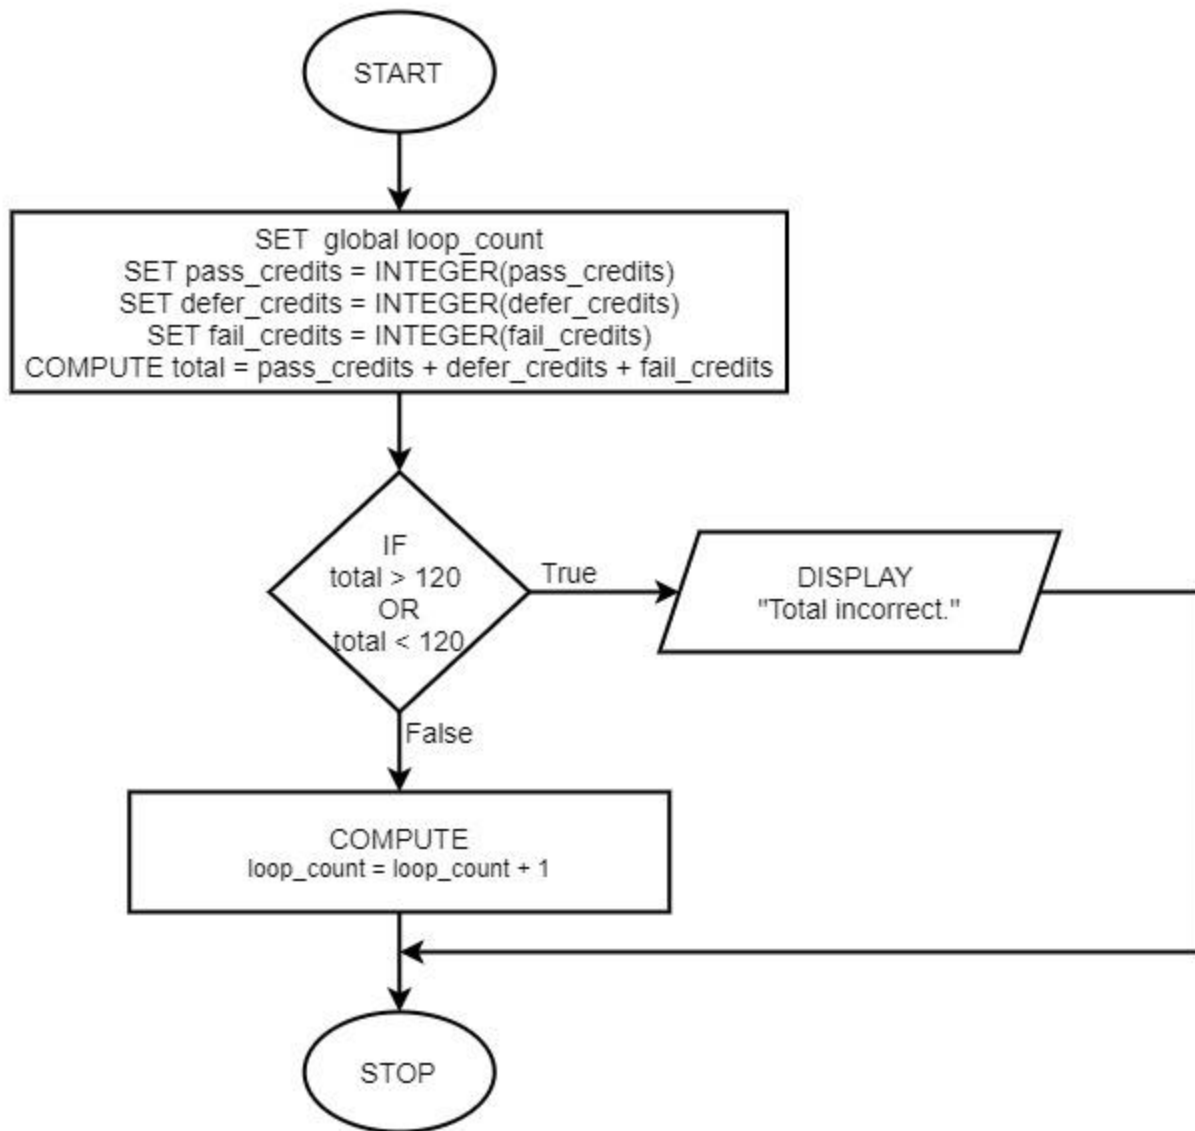 START
SET  global loop_count
SET pass_credits = INTEGER(pass_credits)
SET defer_credits = INTEGER(defer_credits)
SET fail_credits = INTEGER(fail_credits)
COMPUTE total = pass_credits + defer_credits + fail_credits
IF
total > 120
OR
total < 120
True
DISPLAY
"Total incorrect."
False
COMPUTE
loop_count = loop_count + 1
STOP